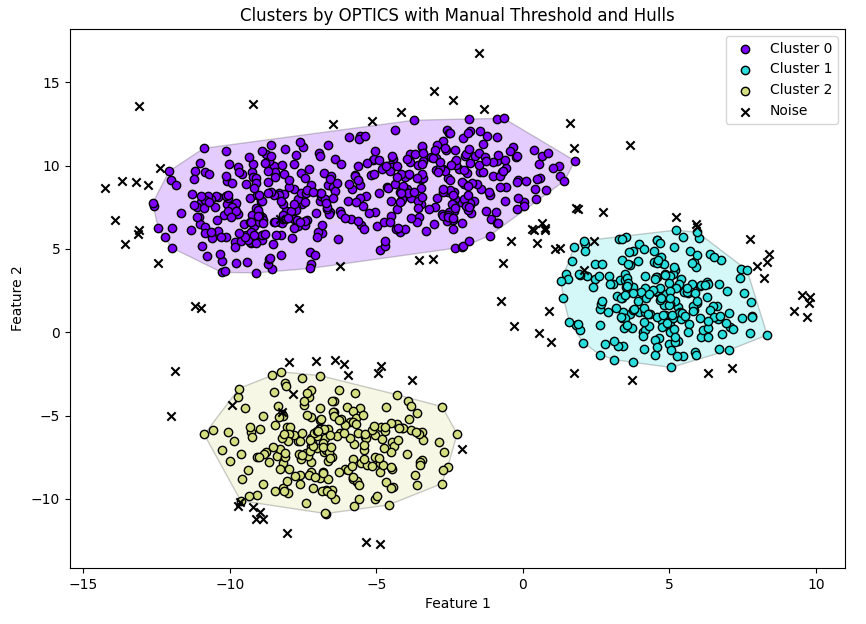 Clusters by OPTICS with Manual Threshold and Hulls
Cluster 0
Cluster 1
Cluster 2
Noise
15
10
5
0
−5
−10
Feature 2
−15 −10 −5 0 5 10
Feature 1